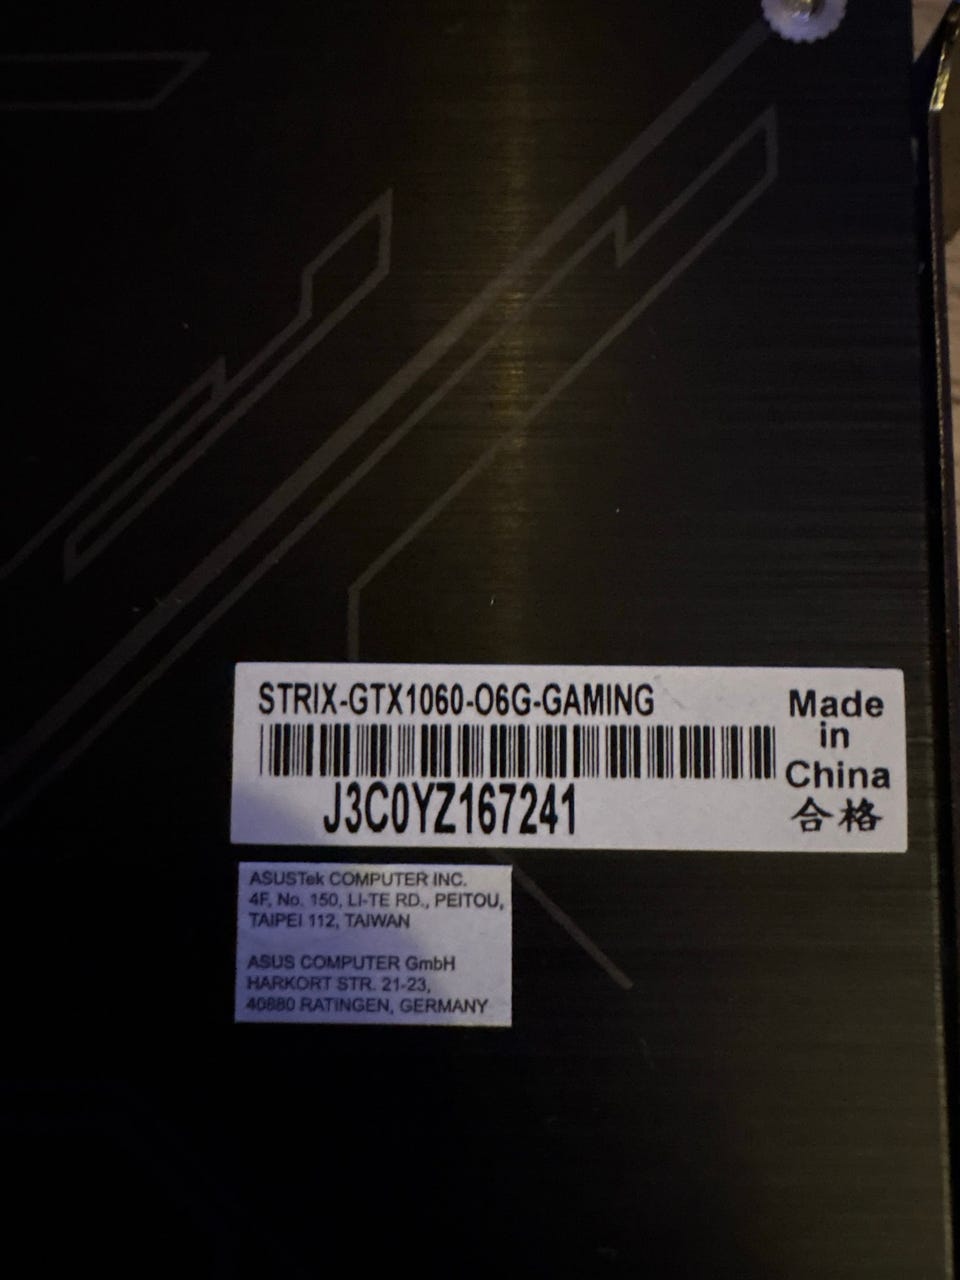 STRIX-GTX1060-O6G-GAMING
J3C0YZ167241
Made
in
China
合格
ASUSTek COMPUTER INC.
4F, No. 150, LI-TE RD., PEITOU,
TAIPEI 112, TAIWAN
ASUS COMPUTER GmbH
HARKORT STR. 21-23,
40880 RATINGEN, GERMANY